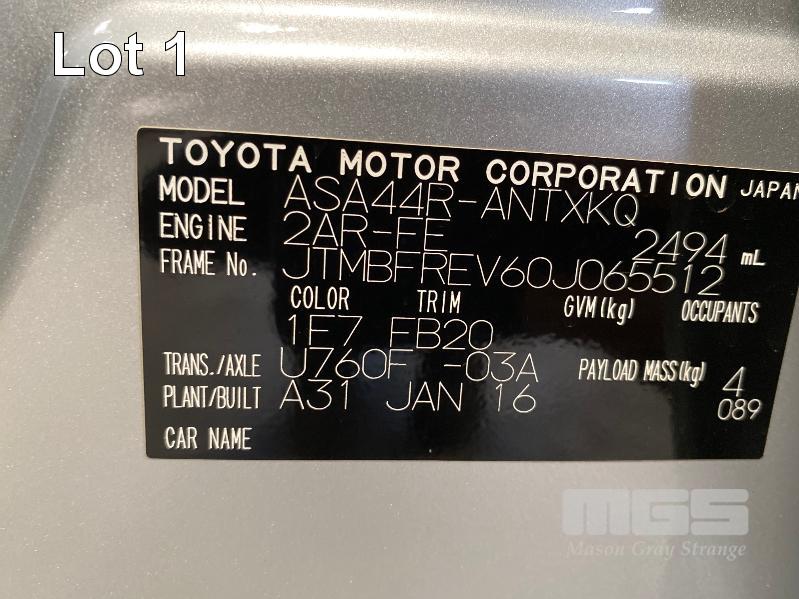 Lot 1
TOYOTA MOTOR CORPORATION JAPAN
MODEL ASA44R-ANTXKQ
ENGINE 2AR-FE 2494 mL
FRAME No. JTMBFREV60J065512
COLOR TRIM GVM(kg) OCCUPANTS
1F7 FB20
TRANS./AXLE U760F -03A PAYLOAD MASS(kg) 4
PLANT/BUILT A31 JAN 16 089
CAR NAME
MGS
Mason Gray Strange